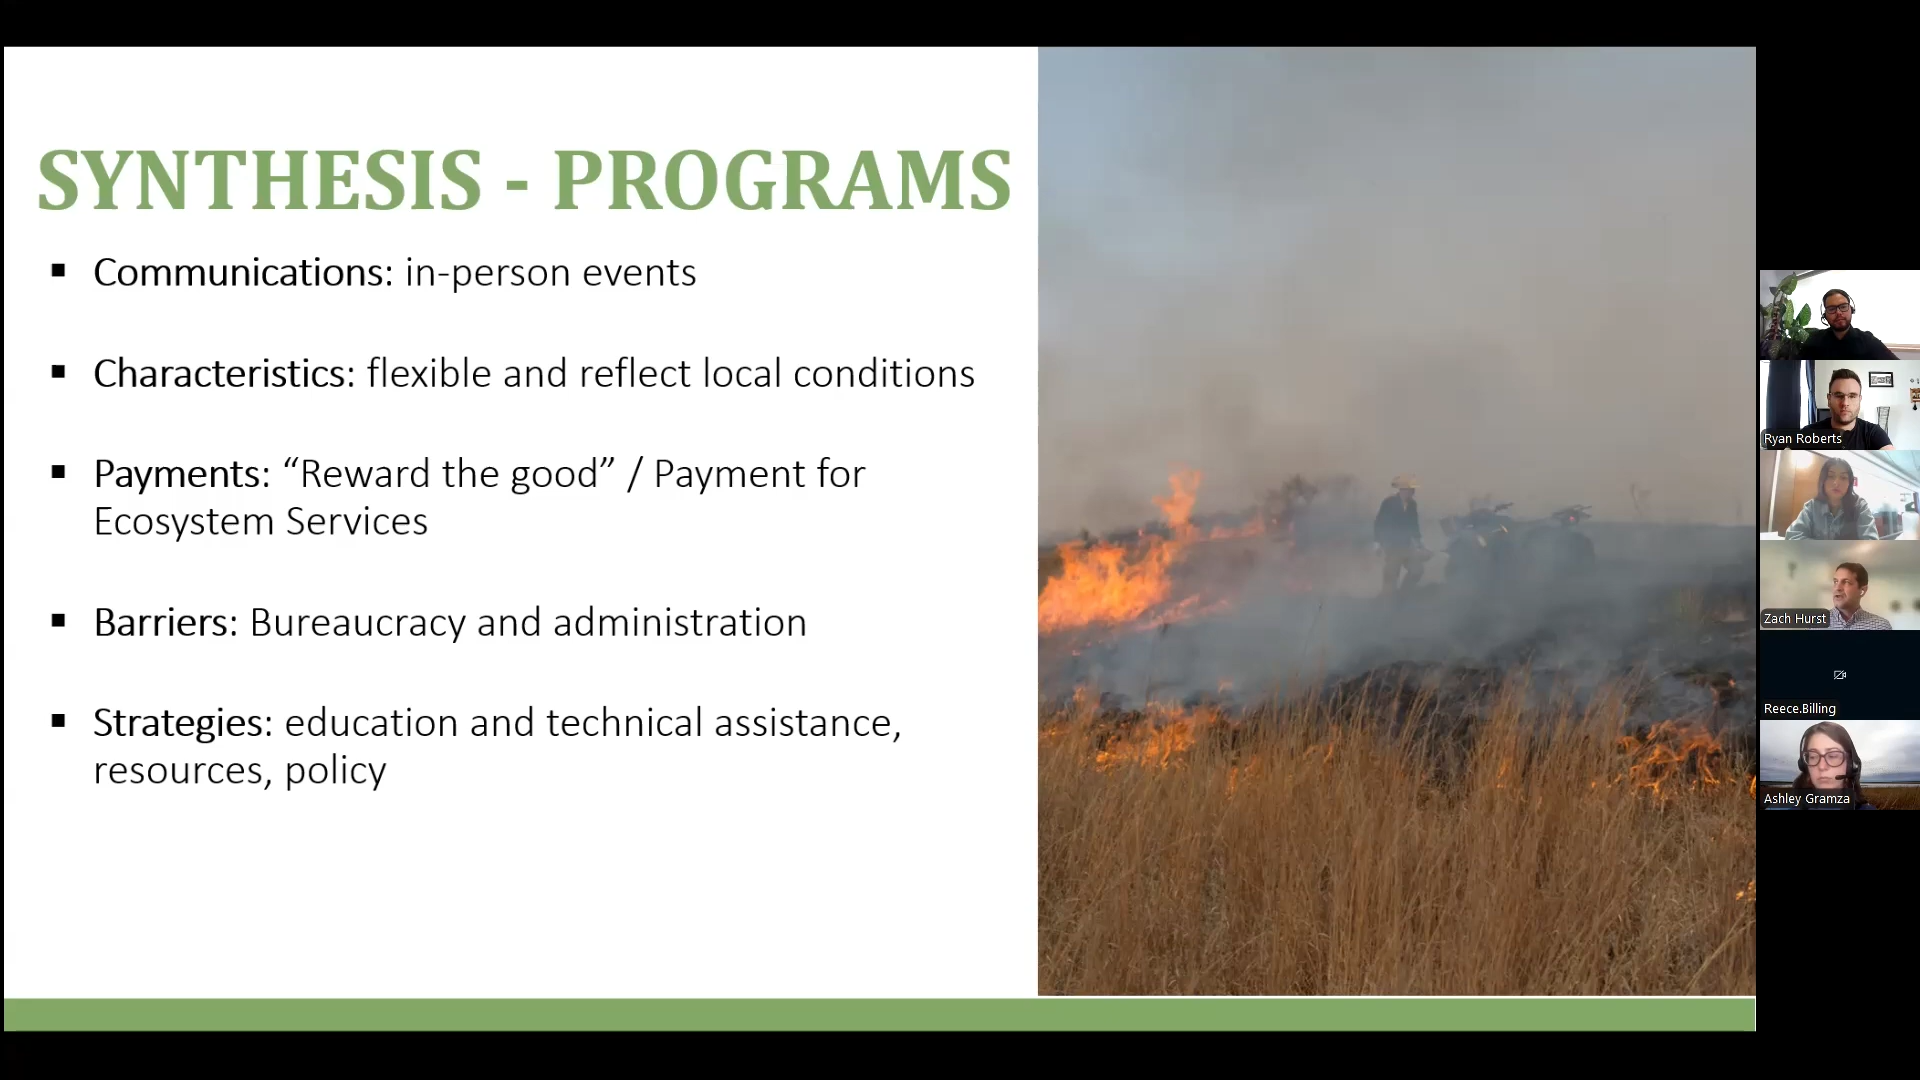 SYNTHESIS - PROGRAMS
▪ Communications: in-person events
▪ Characteristics: flexible and reflect local conditions
▪ Payments: “Reward the good” / Payment for
Ecosystem Services
▪ Barriers: Bureaucracy and administration
▪ Strategies: education and technical assistance,
resources, policy
Ryan Roberts
Zach Hurst
Reece.Billing
Ashley Gramza